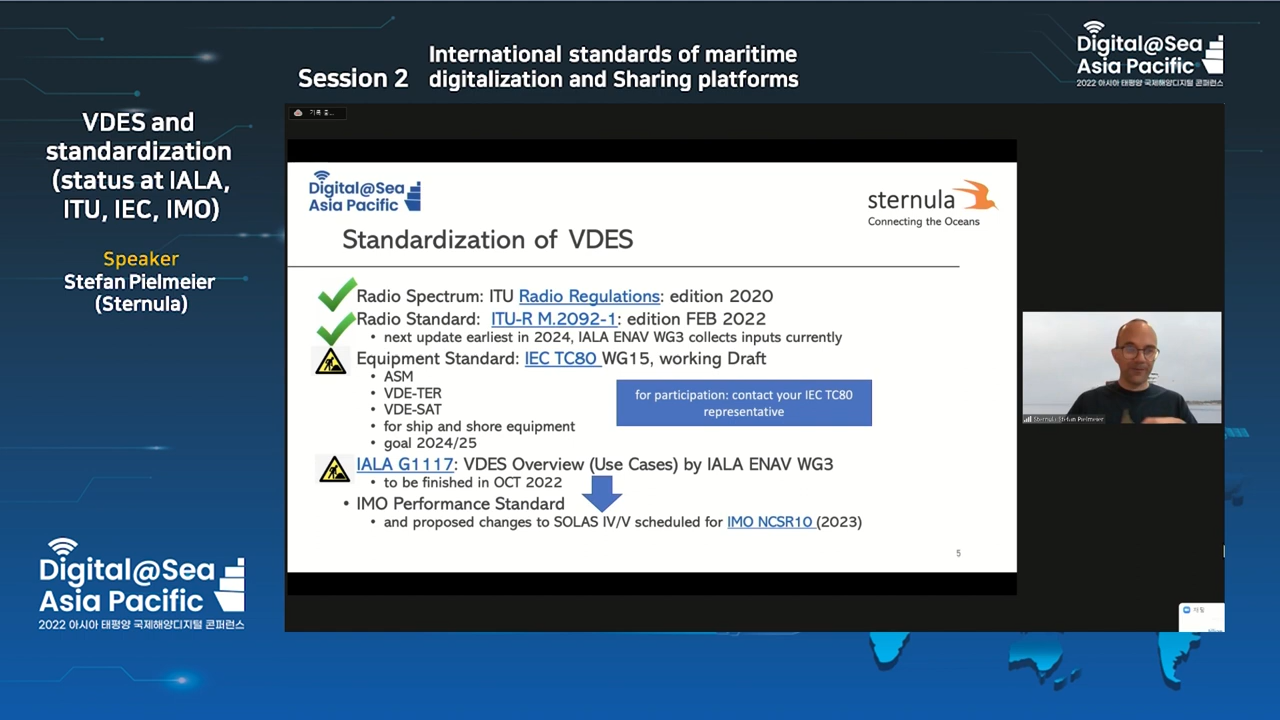 International standards of maritime
Session 2 digitalization and Sharing platforms
Digital@Sea
Asia Pacific
2022 아시아 태평양 국제해양디지털 콘퍼런스
VDES and
standardization
(status at IALA,
ITU, IEC, IMO)
Speaker
Stefan Pielmeier
(Sternula)
Digital@Sea
Asia Pacific
sternula
Connecting the Oceans
Standardization of VDES
Radio Spectrum: ITU Radio Regulations: edition 2020
Radio Standard: ITU-R M.2092-1: edition FEB 2022
• next update earliest in 2024, IALA ENAV WG3 collects inputs currently
Equipment Standard: IEC TC80 WG15, working Draft
• ASM
• VDE-TER
• VDE-SAT
• for ship and shore equipment
• goal 2024/25
for participation: contact your IEC TC80
representative
IALA G1117: VDES Overview (Use Cases) by IALA ENAV WG3
• to be finished in OCT 2022
• IMO Performance Standard
• and proposed changes to SOLAS IV/V scheduled for IMO NCSR10 (2023)
5
Sternula Stefan Pielmeier
Digital@Sea
Asia Pacific
2022 아시아 태평양 국제해양디지털 콘퍼런스